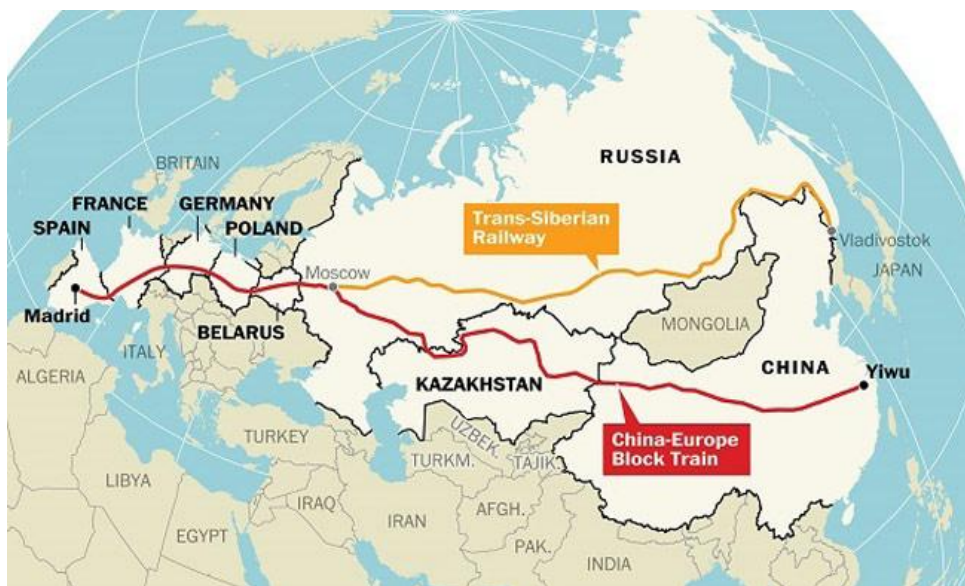 RUSSIA
BRITAIN
FRANCE
GERMANY
SPAIN
POLAND
Trans-Siberian
Railway
Vladivostok
Moscow
JAPAN
Madrid
MONGOLIA
BELARUS
ITALY
CHINA
Yiwu
ALGERIA
KAZAKHSTAN
TURKEY
UZBEK.
China-Europe
Block Train
TURKM.
TAJIK.
LIBYA
IRAQ
IRAN
AFGH.
EGYPT
PAK.
INDIA